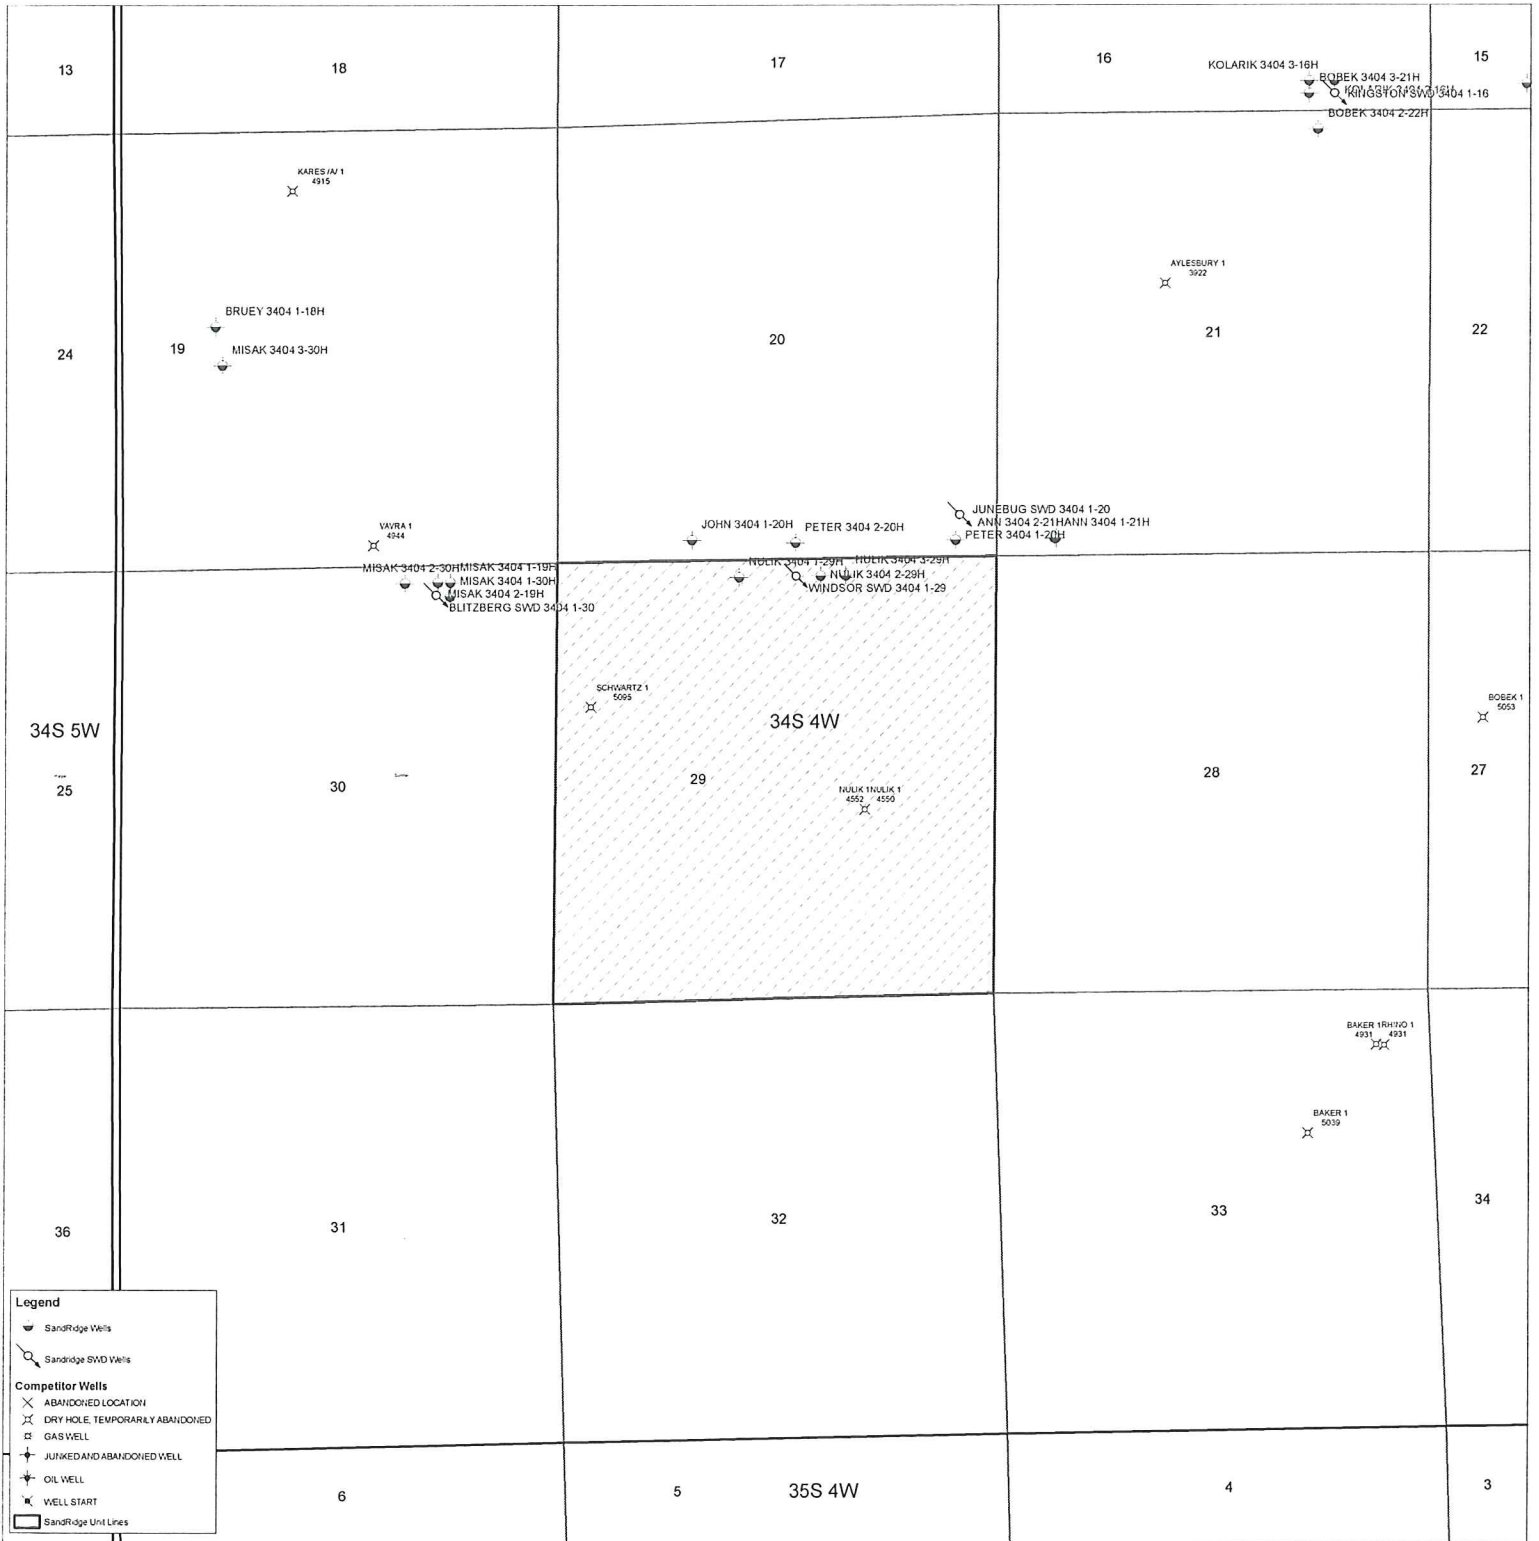 13
18
17
16
15
KOLARIK 3404 3-16H
BOBEK 3404 3-21H
KINGSTON SWD 3404 1-16
BOBEK 3404 2-22H
KARES /A/ 1
4915
AYLESBURY 1
3922
BRUEY 3404 1-18H
24
19
MISAK 3404 3-30H
20
21
22
JUNEBUG SWD 3404 1-20
JOHN 3404 1-20H
PETER 3404 2-20H
ANN 3404 2-21H
ANN 3404 1-21H
PETER 3404 1-20H
VAVRA 1
4944
MISAK 3404 2-30H
MISAK 3404 1-19H
NULIK 3404 1-29H
NULIK 3404 3-29H
MISAK 3404 1-30H
NULIK 3404 2-29H
MISAK 3404 2-19H
WINDSOR SWD 3404 1-29
BLITZBERG SWD 3404 1-30
SCHWARTZ 1
5095
BOBEK 1
5053
34S 5W
34S 4W
25
30
29
28
27
NULIK 1
NULIK 1
4552
4550
BAKER 1
RHINO 1
4931
4931
BAKER 1
5039
36
31
32
33
34
Legend
SandRidge Wells
Sandridge SWD Wells
Competitor Wells
ABANDONED LOCATION
DRY HOLE, TEMPORARILY ABANDONED
GAS WELL
JUNKED AND ABANDONED WELL
OIL WELL
WELL START
SandRidge Unit Lines
6
5
35S 4W
4
3